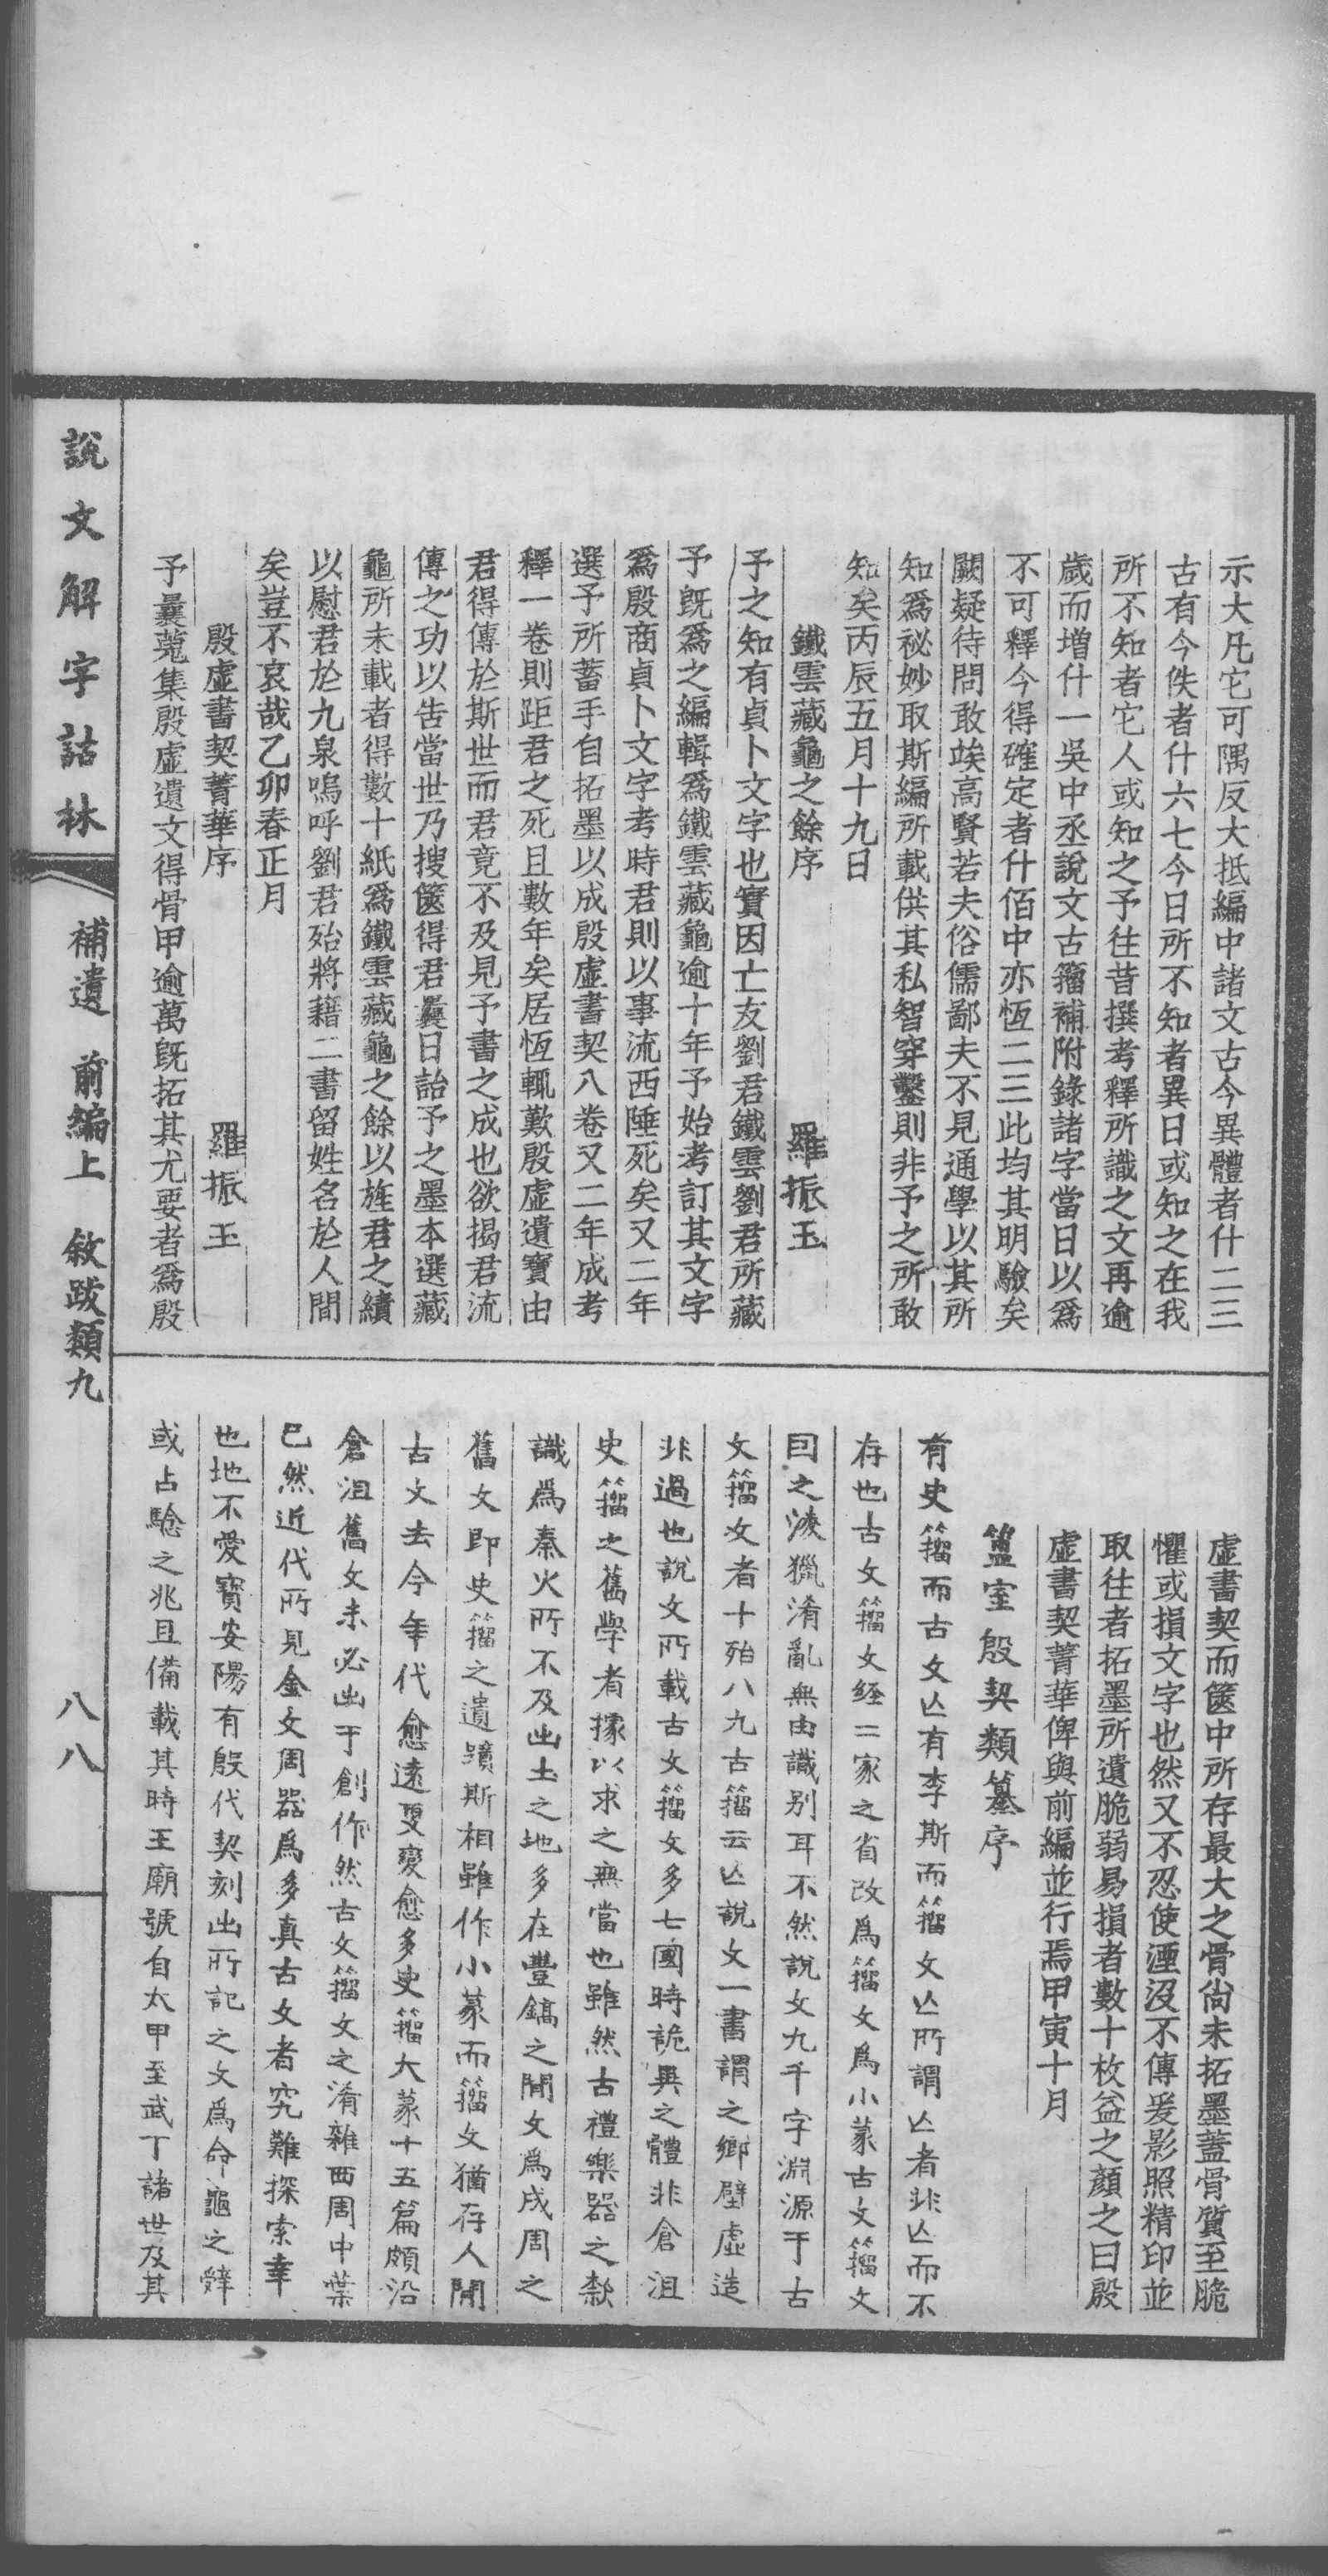 示大凡它可隅反大抵編中諸文古今異體者什二三
古有今佚者什六七今日所不知者異日或知之在我
所不知者它人或知之予往昔撰考釋所識之文再逾
歲而增什一吳中丞說文古籀補附錄諸字當日以爲
不可釋今得確定者什佰中亦恆二三此均其明驗矣
闕疑待問敢竢高賢若夫俗儒鄙夫不見通學以其所
知爲祕妙取斯編所載供其私智穿鑿則非予之所敢
知矣丙辰五月十九日
鐵雲藏龜之餘序 羅振玉
予之知有貞卜文字也實因亡友劉君鐵雲劉君所藏
予旣爲之編輯爲鐵雲藏龜逾十年予始考訂其文字
爲殷商貞卜文字考時君則以事流西陲死矣又二年
選予所蓄手自拓墨以成殷虛書契八卷又二年成考
釋一卷則距君之死且數年矣居恆輒歎殷虛遺寶由
君得傳於斯世而君竟不及見予書之成也欲揭君流
傳之功以告當世乃搜篋得君曩日詒予之墨本選藏
龜所未載者得數十紙爲鐵雲藏龜之餘以旌君之績
以慰君於九泉嗚呼劉君殆將藉二書留姓名於人間
矣豈不哀哉乙卯春正月
殷虛書契菁華序 羅振玉
予曩蒐集殷虛遺文得骨甲逾萬旣拓其尤要者爲殷
虛書契而篋中所存最大之骨尙未拓墨蓋骨質至脆
懼或損文字也然又不忍使湮沒不傳爰影照精印並
取往者拓墨所遺脆弱易損者數十枚益之顏之曰殷
虛書契菁華俾與前編並行焉甲寅十月
簠室殷契類纂序
有史籀而古文亾有李斯而籀文亾所謂亾者非亾而不
存也古文籀文經二家之省改爲籀文爲小篆古文籀文
囙之淩獵淆亂無由識別耳不然說文九千字淵源于古
文籀文者十殆八九古籀云亾說文一書謂之鄉壁虛造
非過也說文所載古文籀文多七國時詭異之體非倉沮
史籀之舊學者據以求之無當也雖然古禮樂器之欵
識爲秦火所不及出土之地多在豐鎬之閒文爲成周之
舊文即史籀之遺蹟斯相雖作小篆而籀文猶存人閒
古文去今年代愈遠叓變愈多史籀大篆十五篇頗沿
倉沮舊文未必出于創作然古文籀文之淆雜西周中葉
已然近代所見金文周器爲多真古文者究難探索幸
也地不愛寶安陽有殷代契刻出所記之文爲命龜之辤
或占驗之兆且備載其時王廟號自太甲至武丁諸世及其
說文解字詁林 補遺 前編上 敘跋類九 八八